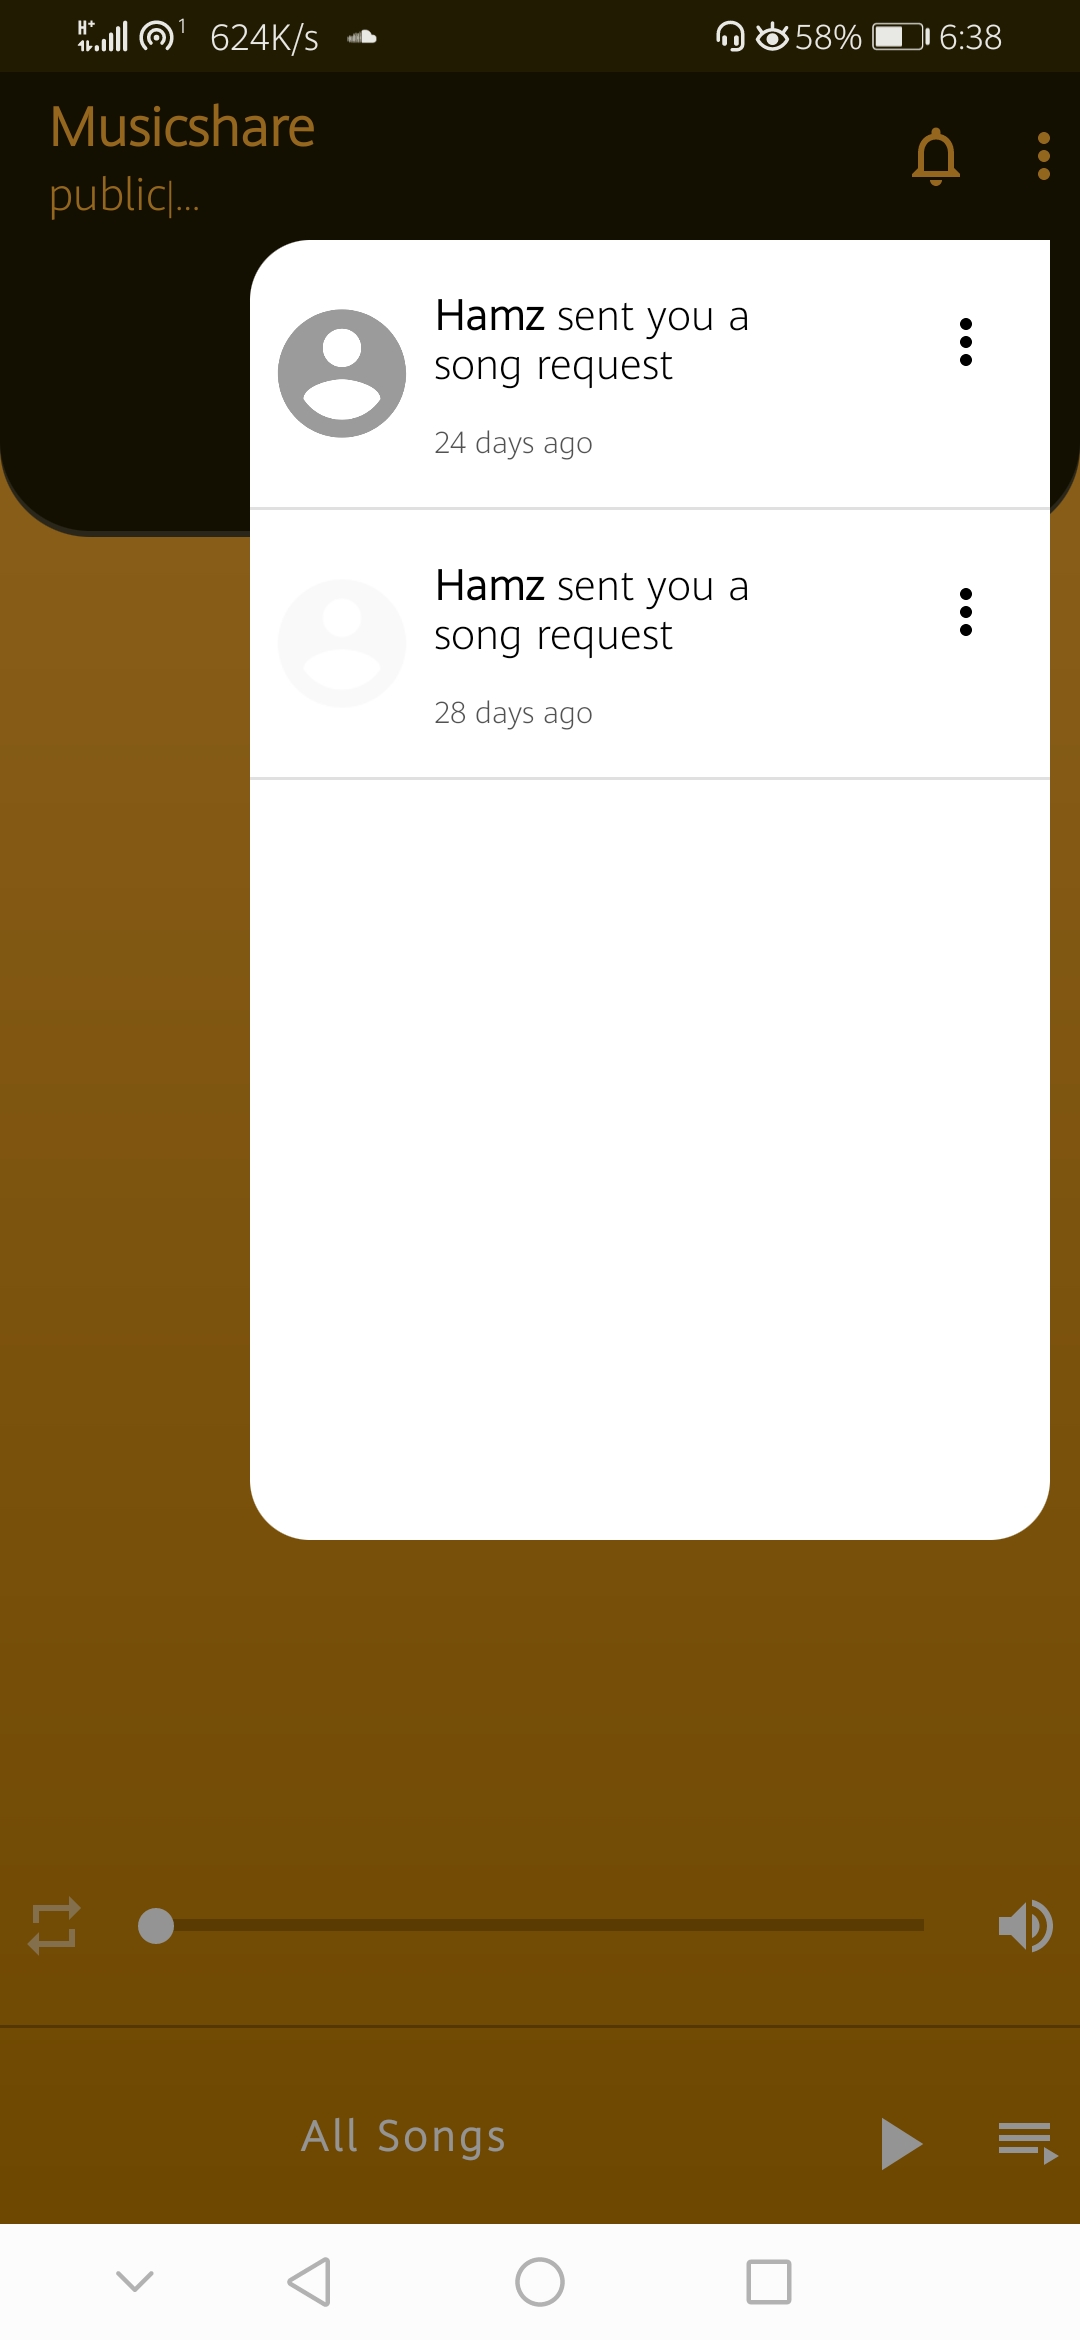 H+ 1 624K/s 58% 6:38
Musicshare
public|...
Hamz sent you a
song request
24 days ago
Hamz sent you a
song request
28 days ago
All Songs